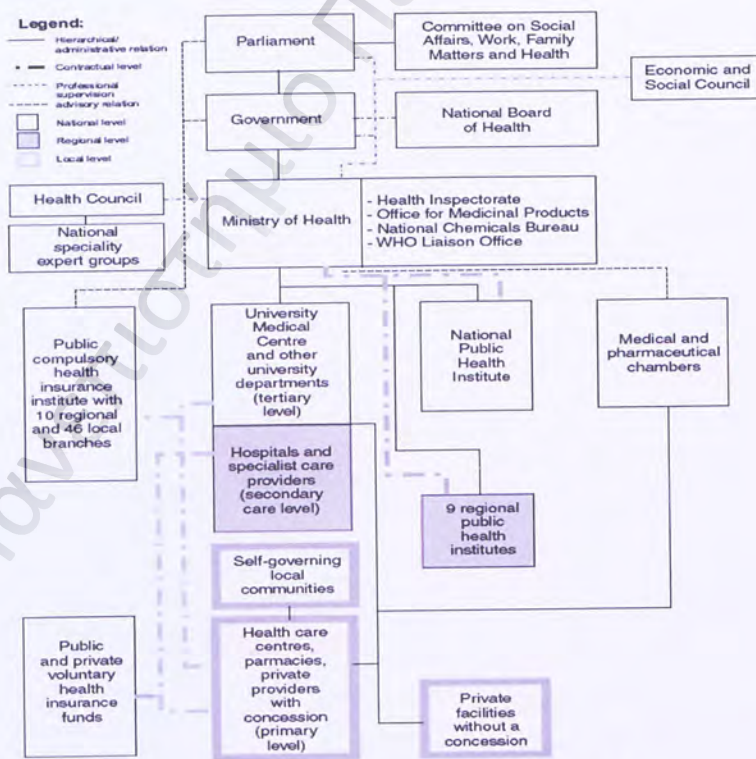 Legend:
Hierarchical/
administrative relation
Contractual level
Professional
supervision
advisory relation
National level
Regional level
Local level
Parliament
Committee on Social
Affairs, Work, Family
Matters and Health
Economic and
Social Council
Government
National Board
of Health
Health Council
National
speciality
expert groups
Ministry of Health
- Health Inspectorate
- Office for Medicinal Products
- National Chemicals Bureau
- WHO Liaison Office
Public
compulsory
health
insurance
institute with
10 regional
and 46 local
branches
University
Medical
Centre
and other
university
departments
(tertiary
level)
National
Public
Health
Institute
Medical and
pharmaceutical
chambers
Hospitals and
specialist care
providers
(secondary
care level)
9 regional
public
health
institutes
Self-governing
local
communities
Public
and private
voluntary
health
insurance
funds
Health care
centres,
parmacies,
private
providers
with
concession
(primary
level)
Private
facilities
without a
concession
Πανεπιστήμιο Πα